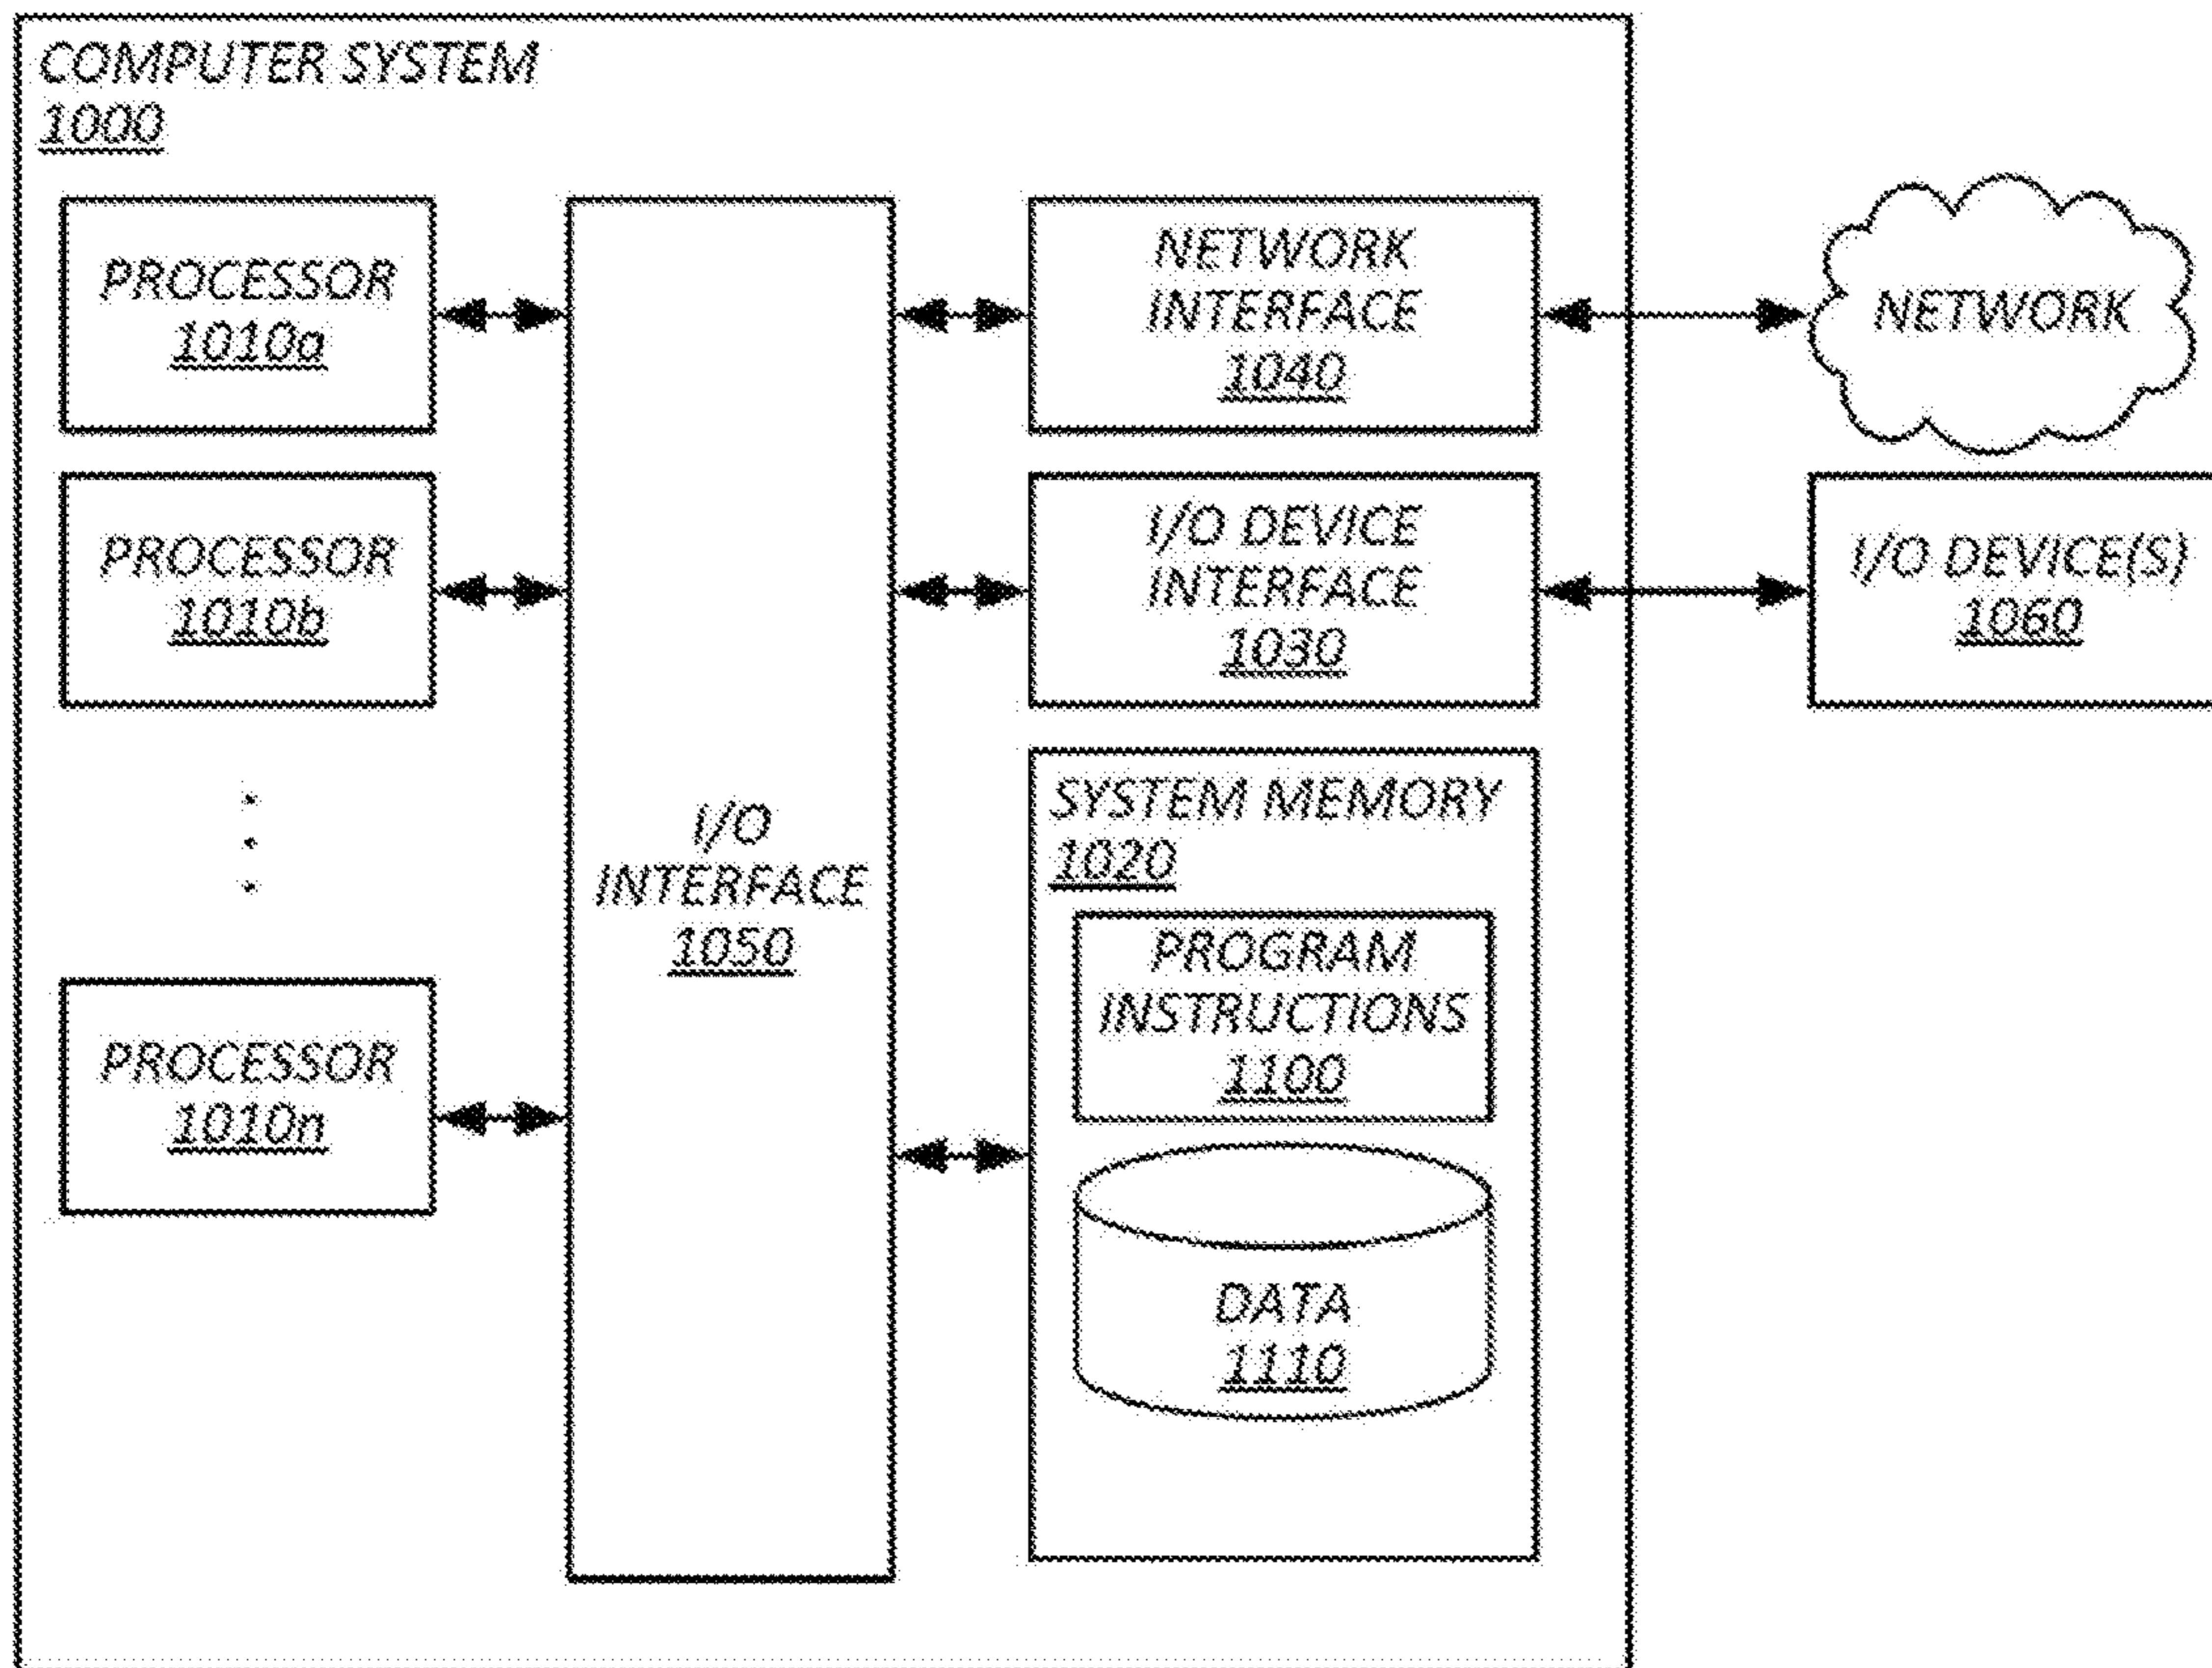 COMPUTER SYSTEM
1000
PROCESSOR
1010a
PROCESSOR
1010b
PROCESSOR
1010n
I/O
INTERFACE
1050
NETWORK
INTERFACE
1040
I/O DEVICE
INTERFACE
1030
SYSTEM MEMORY
1020
PROGRAM
INSTRUCTIONS
1100
DATA
1110
NETWORK
I/O DEVICE(S)
1060